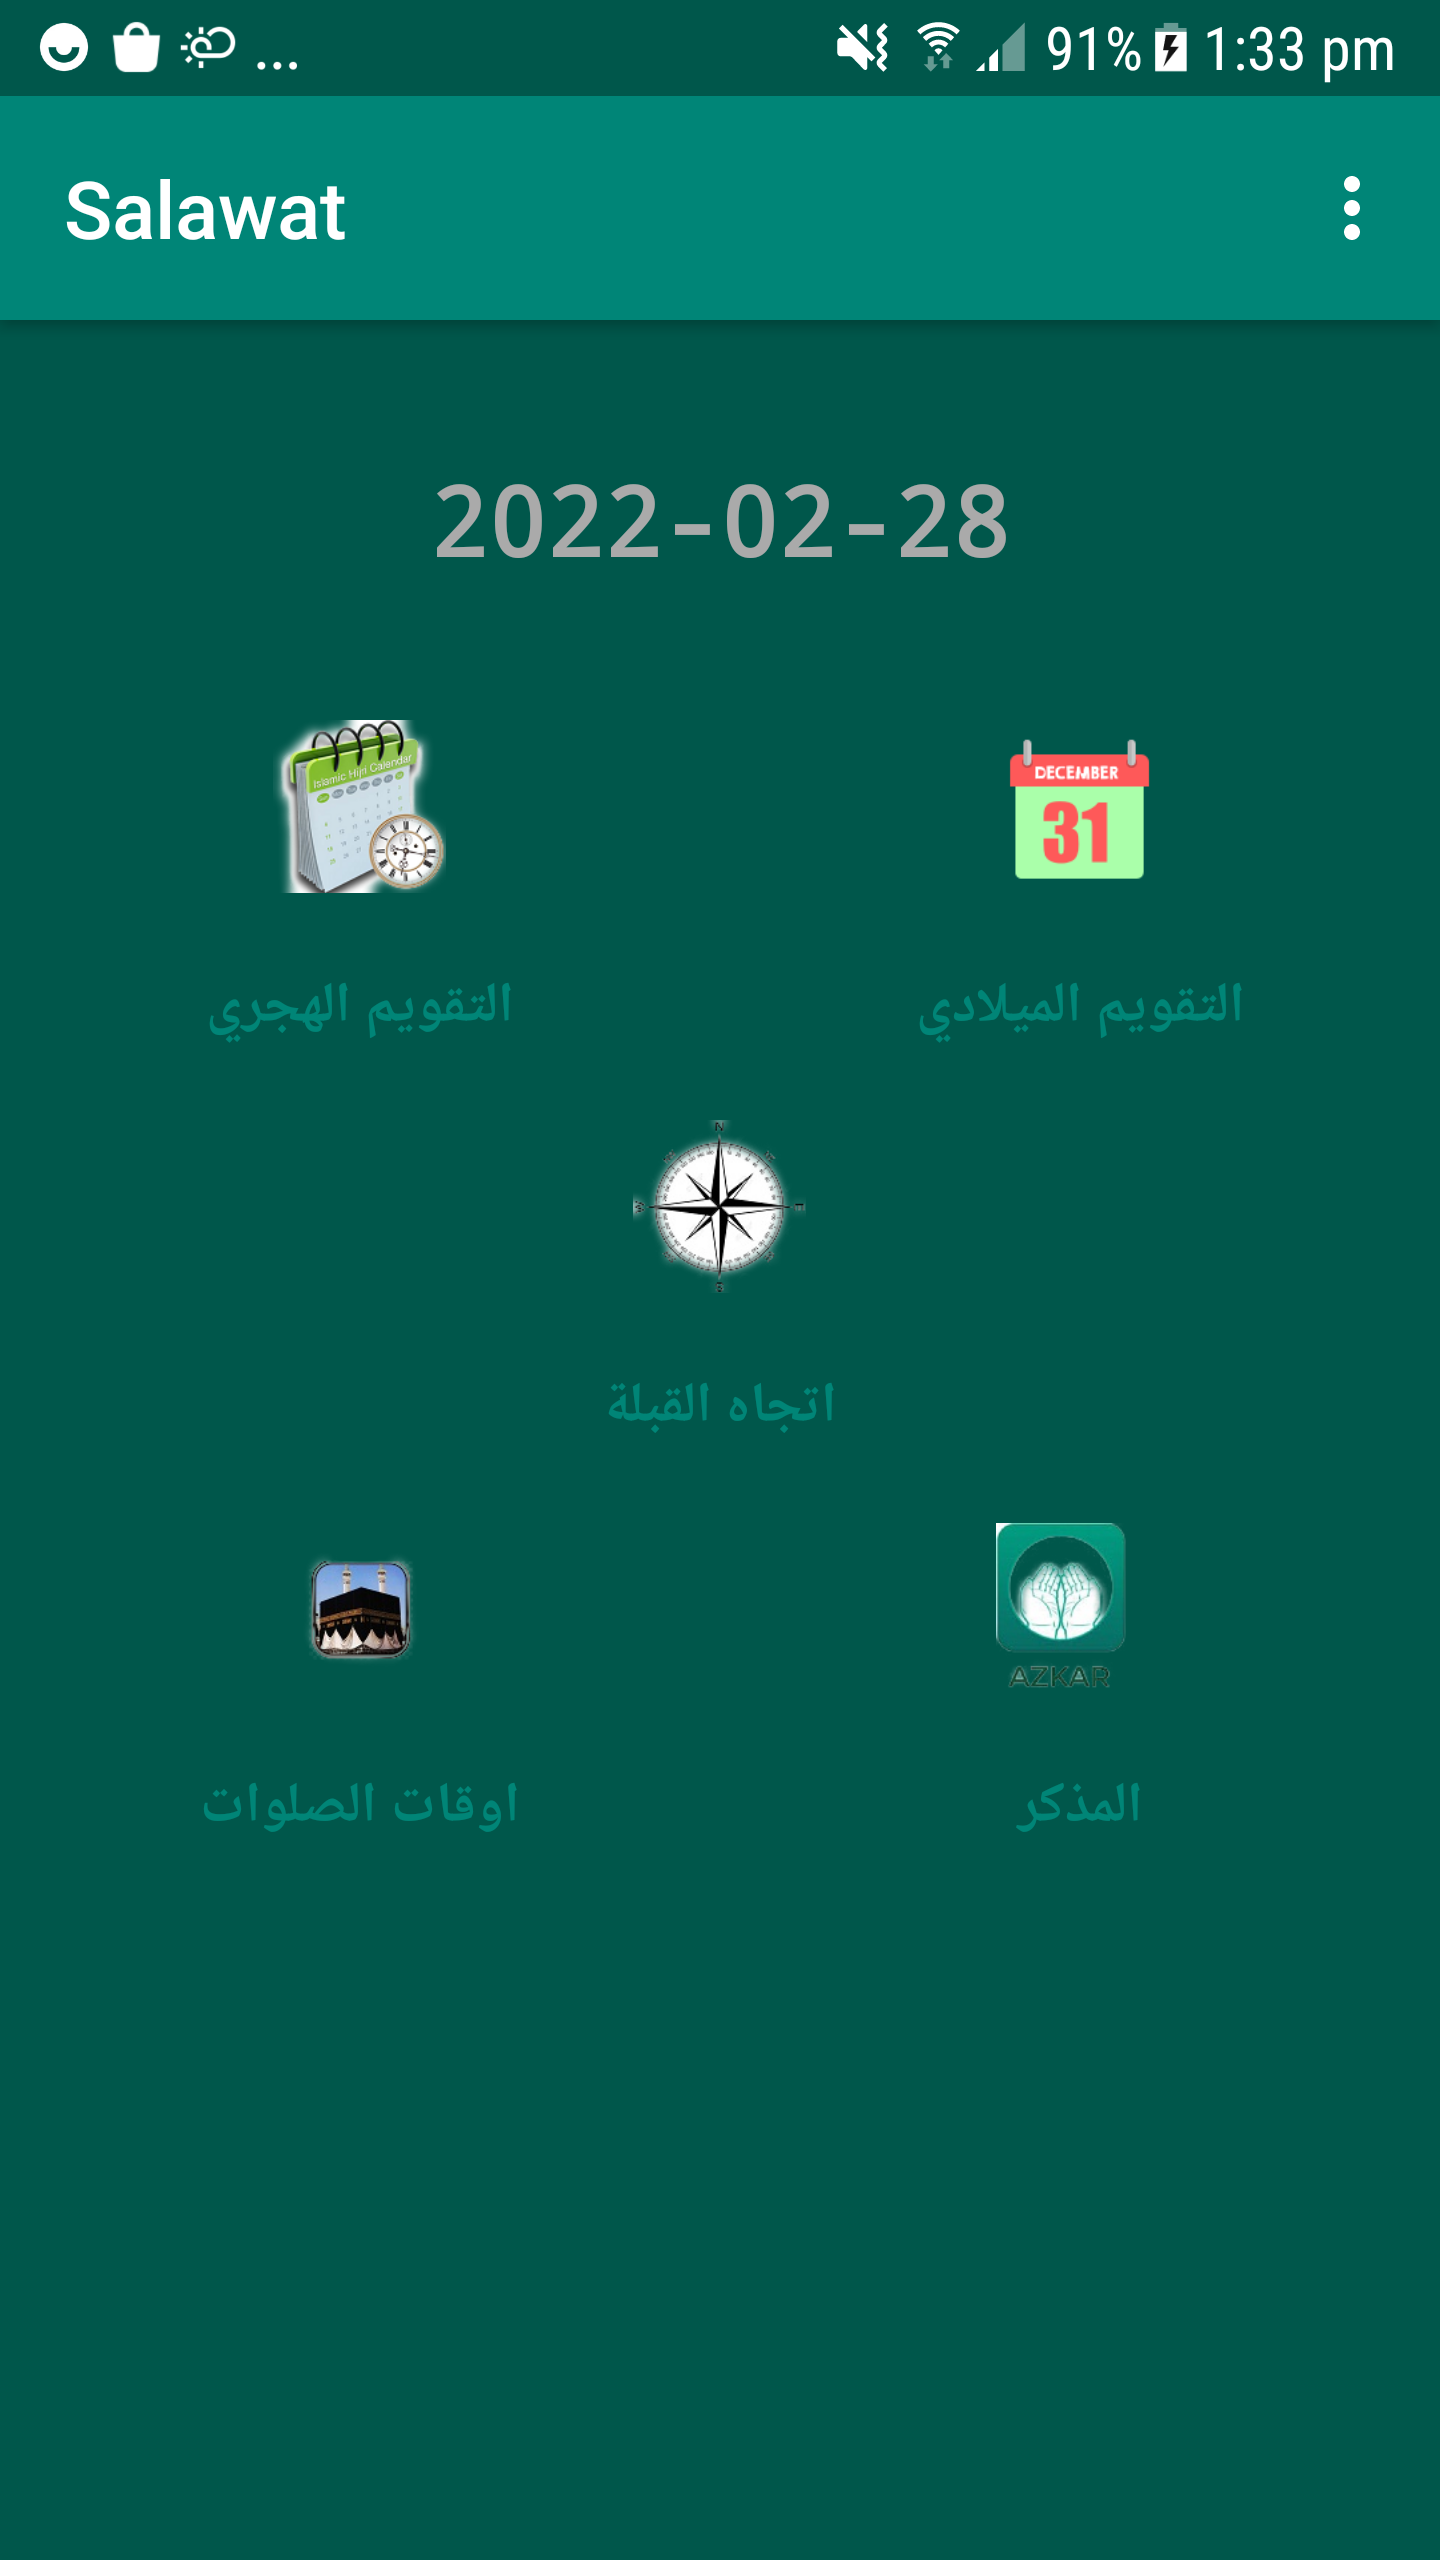 ... 91% 1:33 pm
Salawat
2022-02-28
Islamic Hijri Calendar
DECEMBER
31
التقويم الهجري
التقويم الميلادي
N
اتجاه القبلة
AZKAR
اوقات الصلوات
المذكر